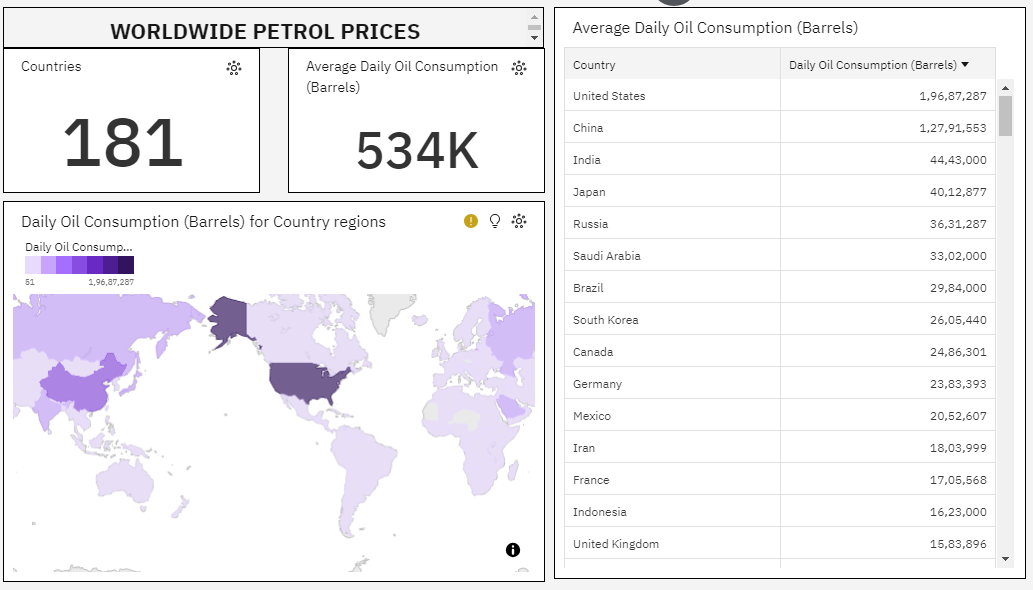 WORLDWIDE PETROL PRICES
Countries
181
Average Daily Oil Consumption
(Barrels)
534K
Daily Oil Consumption (Barrels) for Country regions
Daily Oil Consump...
51 1,96,87,287
Average Daily Oil Consumption (Barrels)
Country Daily Oil Consumption (Barrels)
United States 1,96,87,287
China 1,27,91,553
India 44,43,000
Japan 40,12,877
Russia 36,31,287
Saudi Arabia 33,02,000
Brazil 29,84,000
South Korea 26,05,440
Canada 24,86,301
Germany 23,83,393
Mexico 20,52,607
Iran 18,03,999
France 17,05,568
Indonesia 16,23,000
United Kingdom 15,83,896